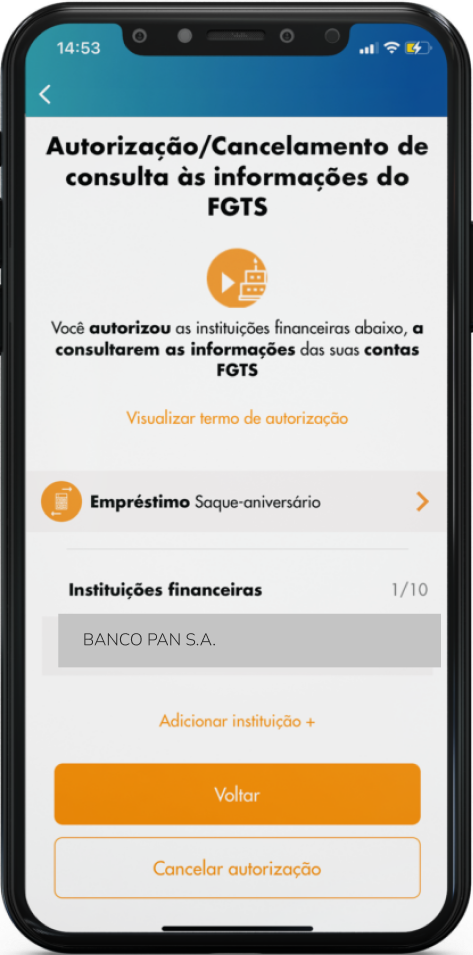 14:53
Autorização/Cancelamento de
consulta às informações do
FGTS
Você autorizou as instituições financeiras abaixo, a
consultarem as informações das suas contas
FGTS
Visualizar termo de autorização
Empréstimo Saque-aniversário
Instituições financeiras 1/10
BANCO PAN S.A.
Adicionar instituição +
Voltar
Cancelar autorização